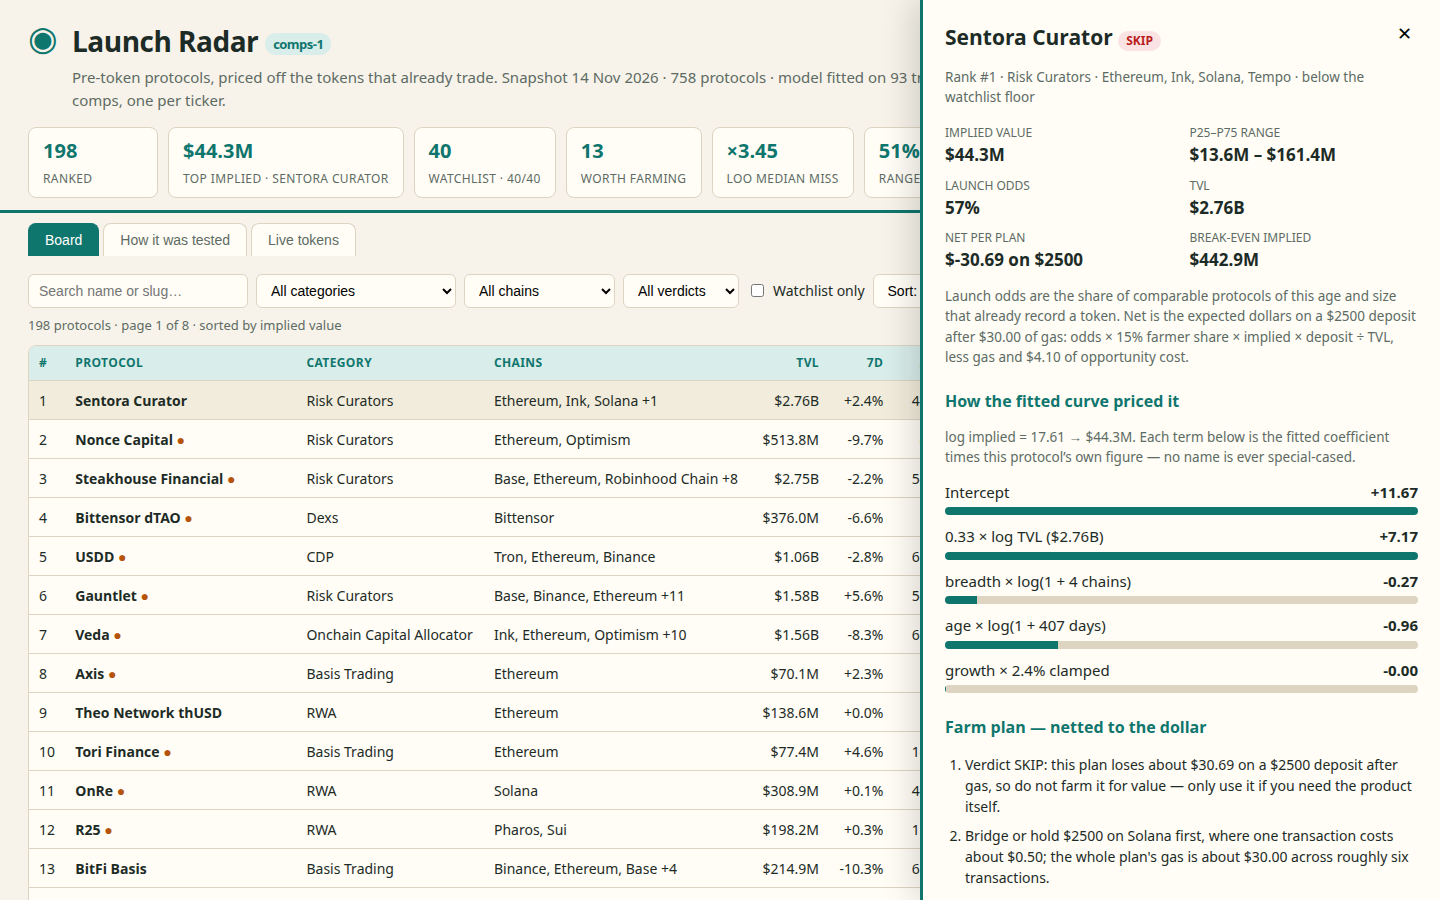 Launch Radar comps-1
Pre-token protocols, priced off the tokens that already trade. Snapshot 14 Nov 2026 · 758 protocols · model fitted on 93
comps, one per ticker.
198
RANKED
$44.3M
TOP IMPLIED · SENTORA CURATOR
40
WATCHLIST · 40/40
13
WORTH FARMING
×3.45
LOO MEDIAN MISS
51%
RANGE
Board
How it was tested
Live tokens
Search name or slug…
All categories
All chains
All verdicts
Watchlist only
Sort:
198 protocols · page 1 of 8 · sorted by implied value
# PROTOCOL CATEGORY CHAINS TVL 7D
1 Sentora Curator Risk Curators Ethereum, Ink, Solana +1 $2.76B +2.4% 4
2 Nonce Capital ● Risk Curators Ethereum, Optimism $513.8M -9.7%
3 Steakhouse Financial ● Risk Curators Base, Ethereum, Robinhood Chain +8 $2.75B -2.2% 5
4 Bittensor dTAO ● Dexs Bittensor $376.0M -6.6%
5 USDD ● CDP Tron, Ethereum, Binance $1.06B -2.8% 6
6 Gauntlet ● Risk Curators Base, Binance, Ethereum +11 $1.58B +5.6% 5
7 Veda ● Onchain Capital Allocator Ink, Ethereum, Optimism +10 $1.56B -8.3% 6
8 Axis ● Basis Trading Ethereum $70.1M +2.3%
9 Theo Network thUSD RWA Ethereum $138.6M +0.0%
10 Tori Finance ● Basis Trading Ethereum $77.4M +4.6% 1
11 OnRe ● RWA Solana $308.9M +0.1% 4
12 R25 ● RWA Pharos, Sui $198.2M +0.3% 1
13 BitFi Basis Basis Trading Binance, Ethereum, Base +4 $214.9M -10.3% 6
Sentora Curator SKIP
✕
Rank #1 · Risk Curators · Ethereum, Ink, Solana, Tempo · below the
watchlist floor
IMPLIED VALUE
$44.3M
P25–P75 RANGE
$13.6M – $161.4M
LAUNCH ODDS
57%
TVL
$2.76B
NET PER PLAN
$-30.69 on $2500
BREAK-EVEN IMPLIED
$442.9M
Launch odds are the share of comparable protocols of this age and size
that already record a token. Net is the expected dollars on a $2500 deposit
after $30.00 of gas: odds × 15% farmer share × implied × deposit ÷ TVL,
less gas and $4.10 of opportunity cost.
How the fitted curve priced it
log implied = 17.61 → $44.3M. Each term below is the fitted coefficient
times this protocol's own figure — no name is ever special-cased.
Intercept +11.67
0.33 × log TVL ($2.76B) +7.17
breadth × log(1 + 4 chains) -0.27
age × log(1 + 407 days) -0.96
growth × 2.4% clamped -0.00
Farm plan — netted to the dollar
1. Verdict SKIP: this plan loses about $30.69 on a $2500 deposit after
gas, so do not farm it for value — only use it if you need the product
itself.
2. Bridge or hold $2500 on Solana first, where one transaction costs
about $0.50; the whole plan's gas is about $30.00 across roughly six
transactions.